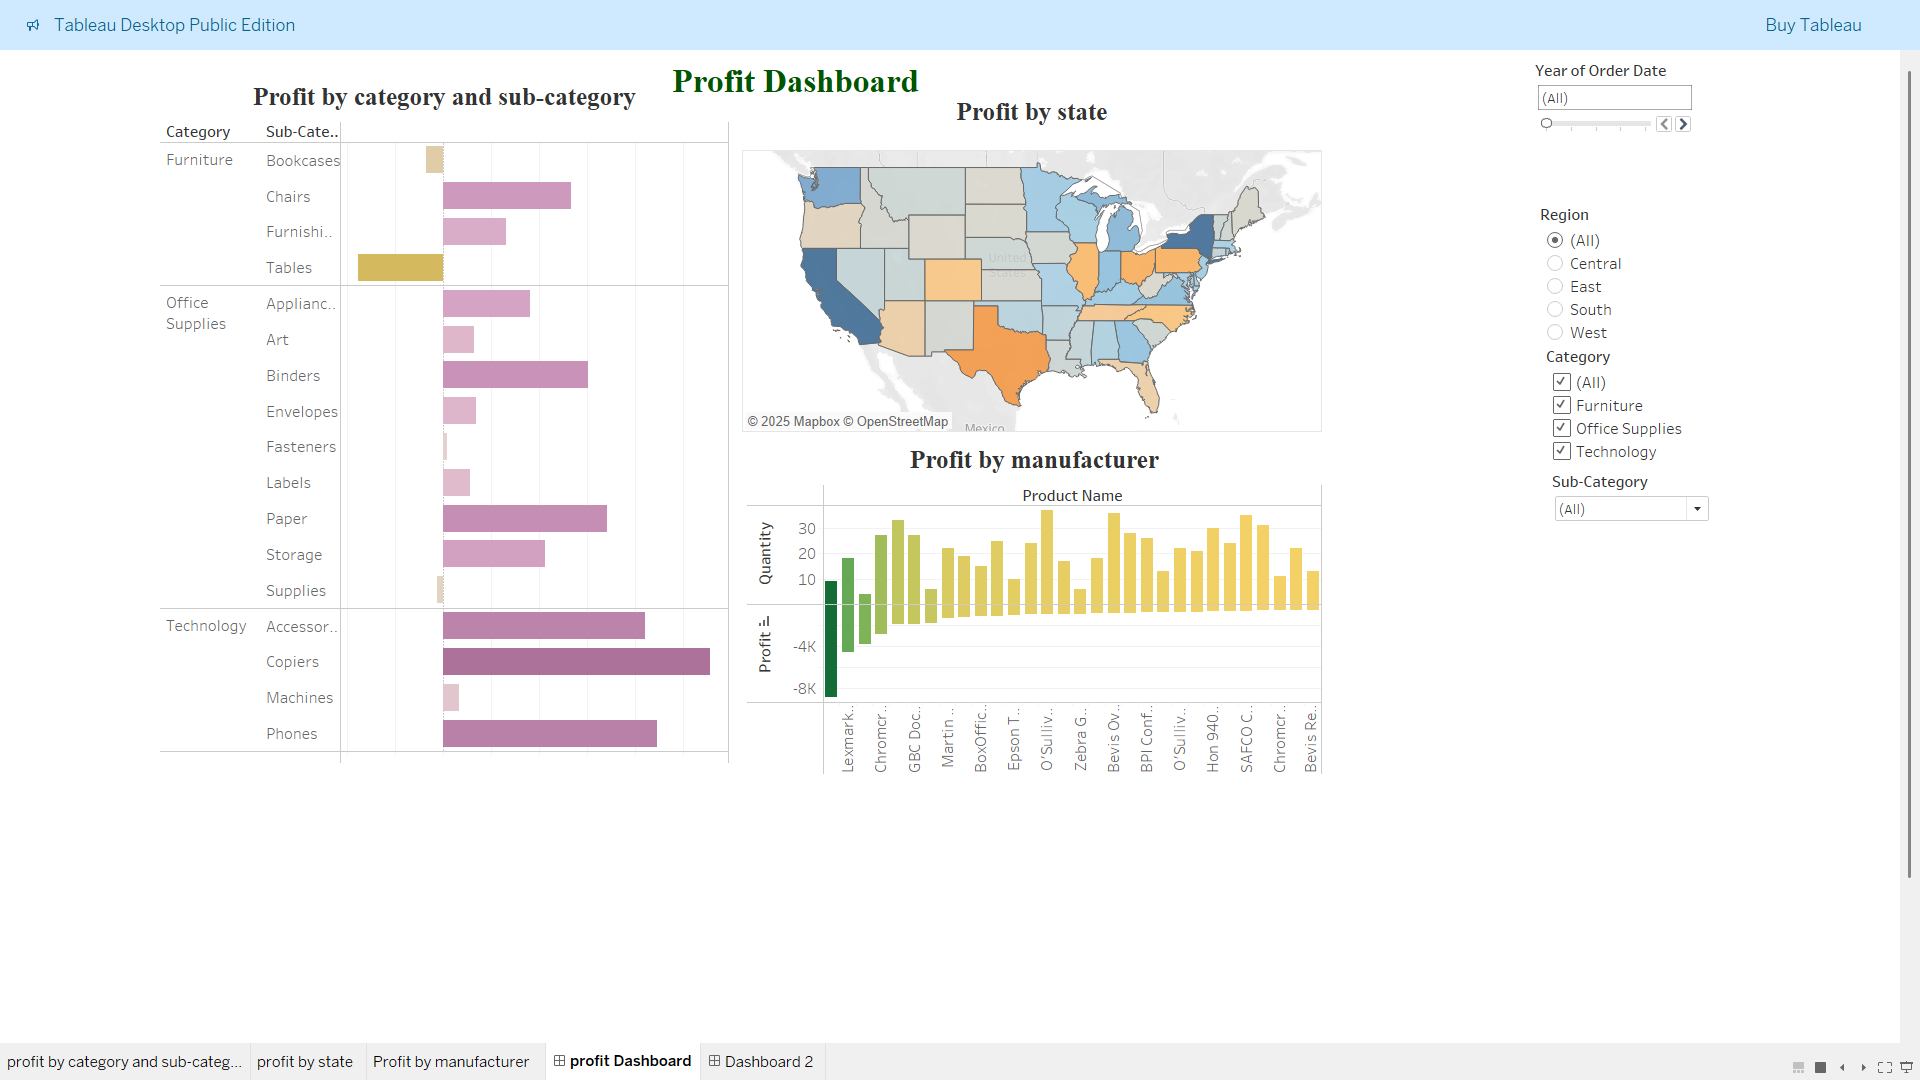 Tableau Desktop Public Edition
Buy Tableau
Profit Dashboard
Profit by category and sub-category
Category
Sub-Cate..
Furniture
Bookcases
Chairs
Furnishi..
Tables
Office
Supplies
Applianc..
Art
Binders
Envelopes
Fasteners
Labels
Paper
Storage
Supplies
Technology
Accessor..
Copiers
Machines
Phones
Profit by state
United
States
Mexico
© 2025 Mapbox © OpenStreetMap
Profit by manufacturer
Product Name
Quantity
30
20
10
Profit
-4K
-8K
Lexmark..
Chromcr..
GBC Doc..
Martin ..
BoxOffic..
Epson T..
O'Sulliv..
Zebra G..
Bevis Ov..
BPI Conf..
O'Sulliv..
Hon 940..
SAFCO C..
Chromcr..
Bevis Re..
Year of Order Date
(All)
Region
(All)
Central
East
South
West
Category
(All)
Furniture
Office Supplies
Technology
Sub-Category
(All)
profit by category and sub-categ...
profit by state
Profit by manufacturer
profit Dashboard
Dashboard 2